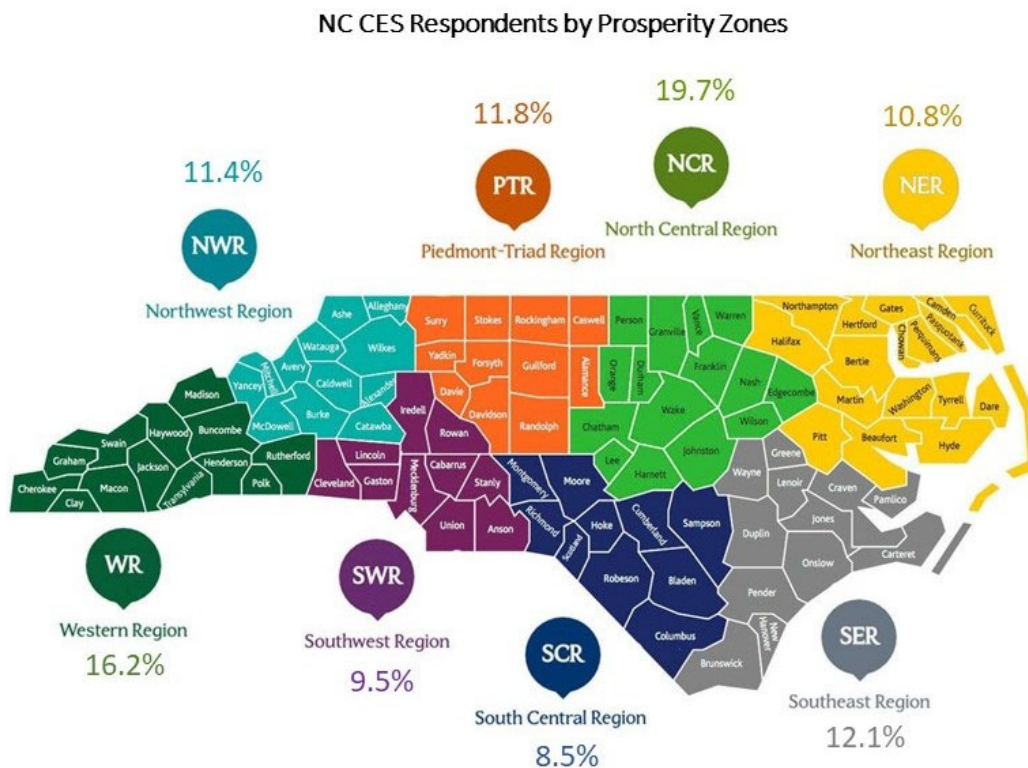 NC CES Respondents by Prosperity Zones
19.7%
11.8%
10.8%
11.4%
NCR
PTR
NER
NWR
North Central Region
Piedmont-Triad Region
Northeast Region
Northwest Region
Ashe
Alleghany
Watauga
Wilkes
Avery
Mitchell
Yancey
Caldwell
Alexander
Burke
McDowell
Catawba
Surry
Stokes
Rockingham
Caswell
Yadkin
Forsyth
Guilford
Alamance
Davie
Davidson
Randolph
Person
Granville
Vance
Warren
Orange
Durham
Franklin
Nash
Edgecombe
Wake
Wilson
Chatham
Lee
Harnett
Johnston
Northampton
Gates
Camden
Currituck
Hertford
Pasquotank
Perquimans
Chowan
Halifax
Bertie
Martin
Washington
Tyrrell
Dare
Pitt
Beaufort
Hyde
Madison
Haywood
Buncombe
Swain
Graham
Jackson
Henderson
Rutherford
Cherokee
Macon
Transylvania
Polk
Clay
Iredell
Rowan
Lincoln
Cleveland
Gaston
Mecklenburg
Cabarrus
Stanly
Union
Anson
Montgomery
Moore
Richmond
Scotland
Hoke
Cumberland
Sampson
Robeson
Bladen
Columbus
Wayne
Greene
Lenoir
Craven
Pamlico
Jones
Duplin
Onslow
Carteret
Pender
New
Hanover
Brunswick
WR
SWR
SCR
SER
Western Region
Southwest Region
South Central Region
Southeast Region
16.2%
9.5%
8.5%
12.1%